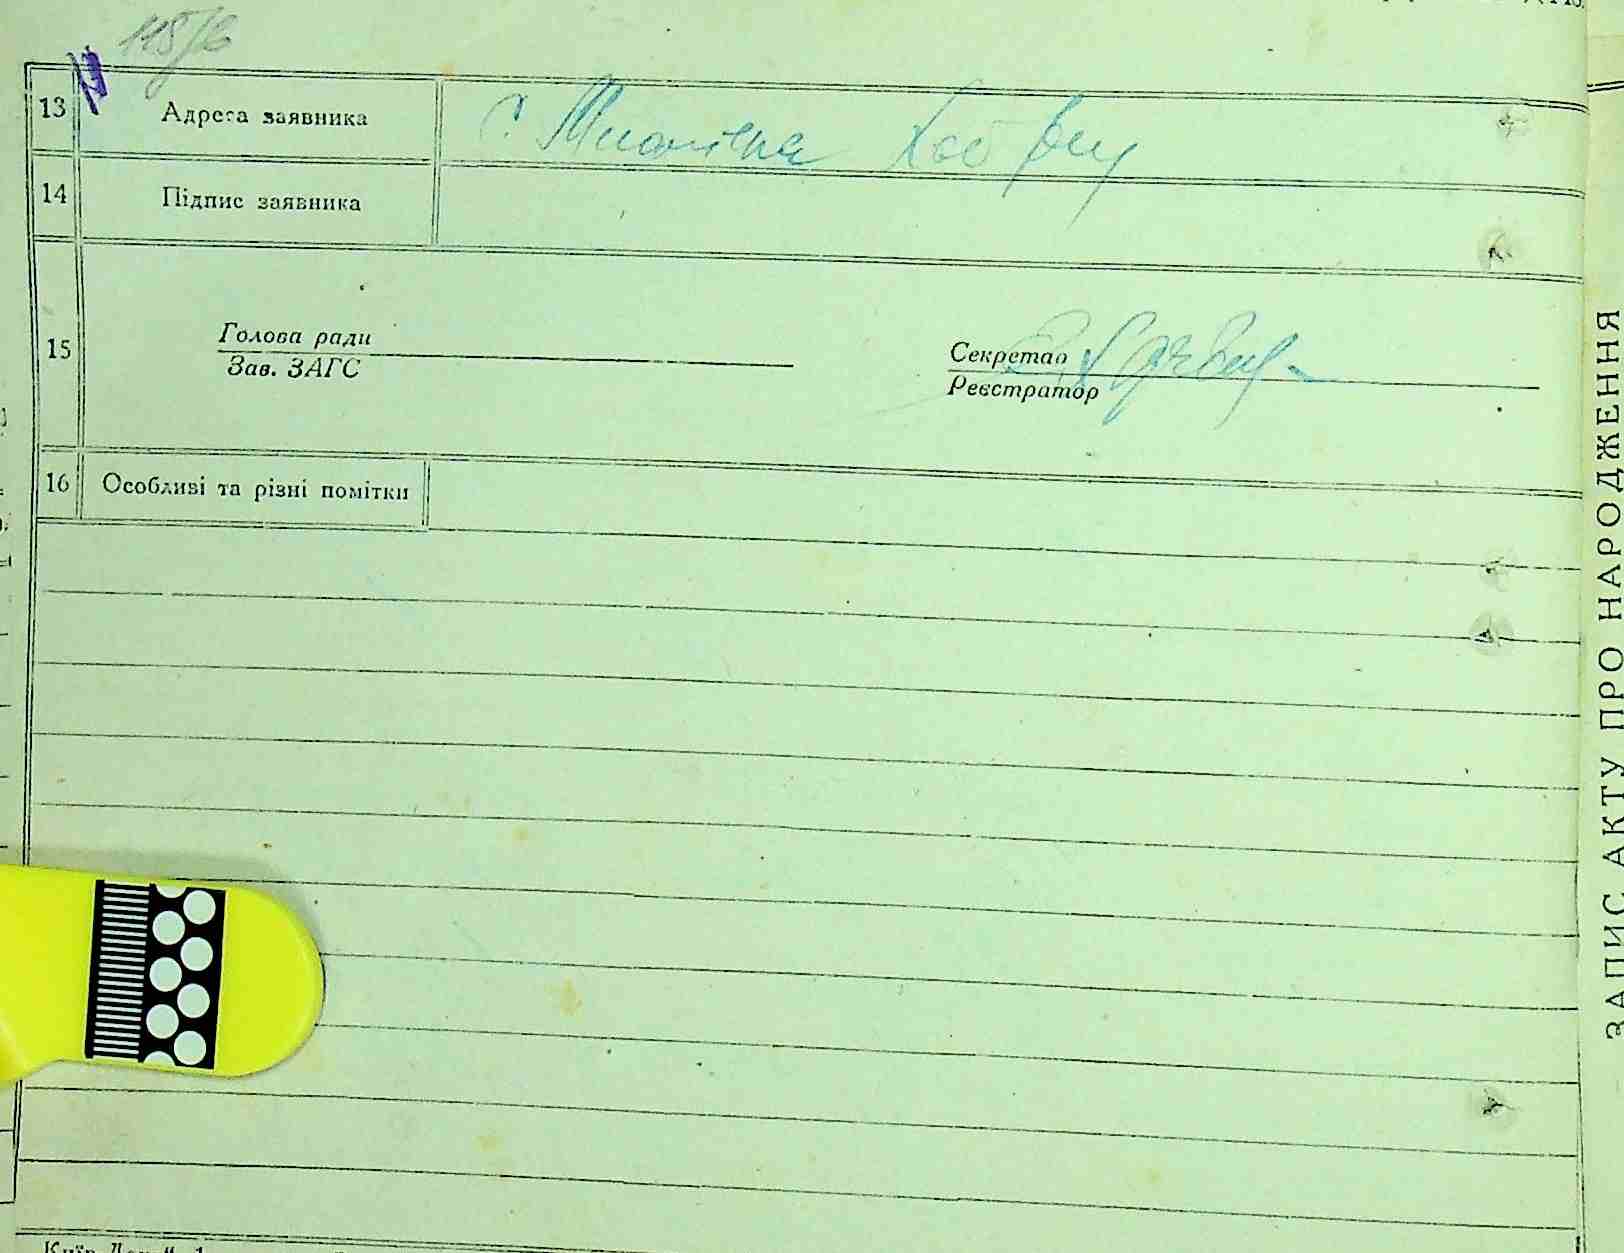 115/6
13 Адреса заявника с.
14 Підпис заявника
15 Голова ради
Зав. ЗАГС
Секретар
Реєстратор
16 Особливі та різні помітки
ЗАПИС АКТУ ПРО НАРОДЖЕННЯ